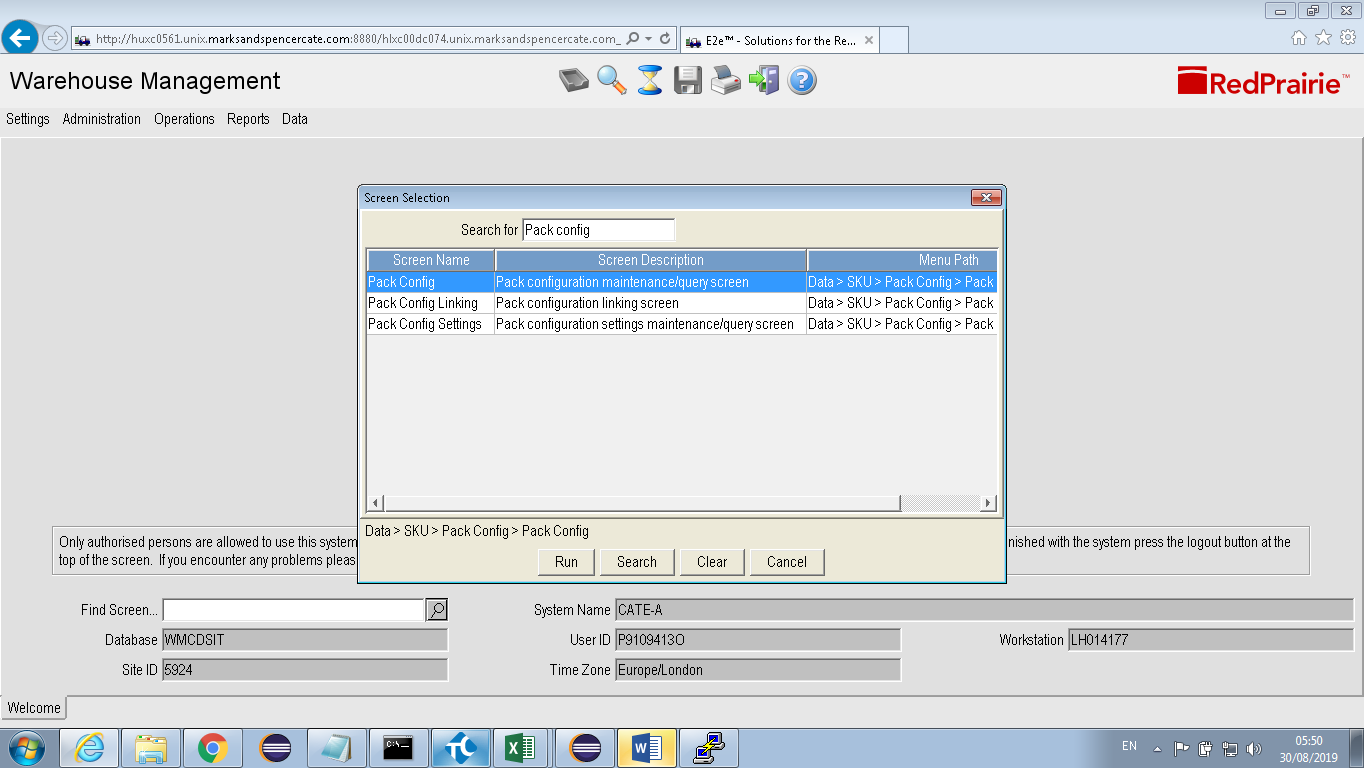 http://huxc0561.unix.marksandspencercate.com:8880/hlxc00dc074.unix.marksandspencercate.com_
E2e™ - Solutions for the Re...
Warehouse Management
RedPrairie™
Settings Administration Operations Reports Data
Screen Selection
Search for Pack config
Screen Name Screen Description Menu Path
Pack Config Pack configuration maintenance/query screen Data > SKU > Pack Config > Pack
Pack Config Linking Pack configuration linking screen Data > SKU > Pack Config > Pack
Pack Config Settings Pack configuration settings maintenance/query screen Data > SKU > Pack Config > Pack
Data > SKU > Pack Config > Pack Config
Run Search Clear Cancel
Only authorised persons are allowed to use this system nished with the system press the logout button at the
top of the screen. If you encounter any problems pleas
Find Screen... System Name CATE-A
Database WMCDSIT User ID P9109413O Workstation LH014177
Site ID 5924 Time Zone Europe/London
Welcome
C:\_
EN 05:50
30/08/2019